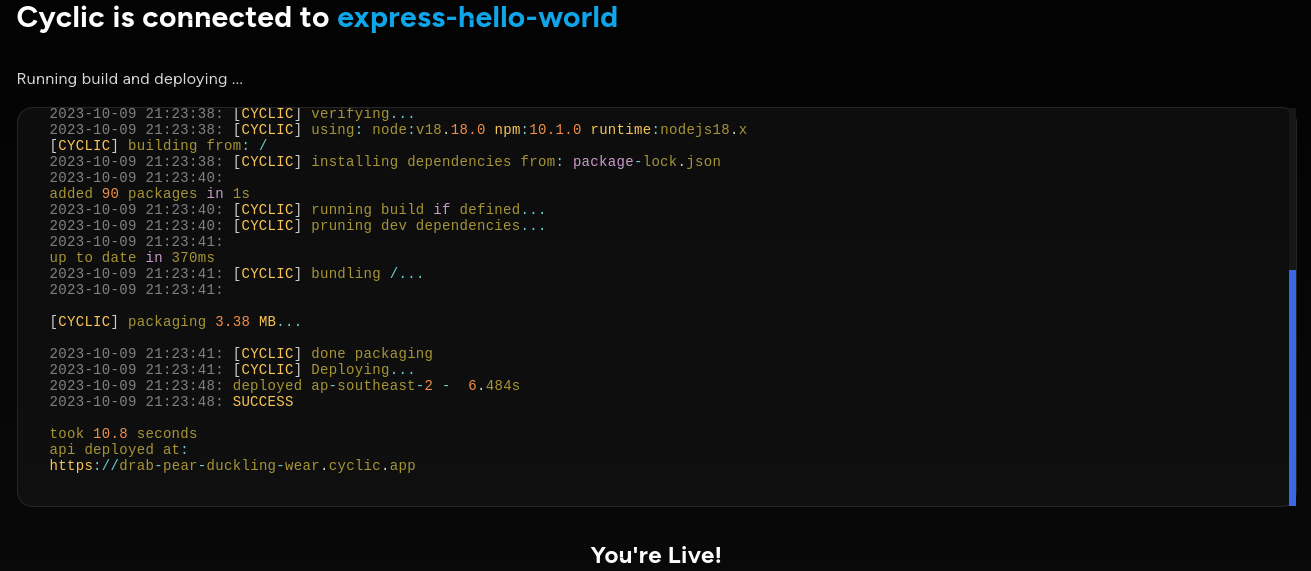 Cyclic is connected to express-hello-world
Running build and deploying ...
2023-10-09 21:23:38: [CYCLIC] verifying...
2023-10-09 21:23:38: [CYCLIC] using: node:v18.18.0 npm:10.1.0 runtime:nodejs18.x
[CYCLIC] building from: /
2023-10-09 21:23:38: [CYCLIC] installing dependencies from: package-lock.json
2023-10-09 21:23:40:
added 90 packages in 1s
2023-10-09 21:23:40: [CYCLIC] running build if defined...
2023-10-09 21:23:40: [CYCLIC] pruning dev dependencies...
2023-10-09 21:23:41:
up to date in 370ms
2023-10-09 21:23:41: [CYCLIC] bundling /...
2023-10-09 21:23:41:
[CYCLIC] packaging 3.38 MB...
2023-10-09 21:23:41: [CYCLIC] done packaging
2023-10-09 21:23:41: [CYCLIC] Deploying...
2023-10-09 21:23:48: deployed ap-southeast-2 -  6.484s
2023-10-09 21:23:48: SUCCESS
took 10.8 seconds
api deployed at:
https://drab-pear-duckling-wear.cyclic.app
You're Live!